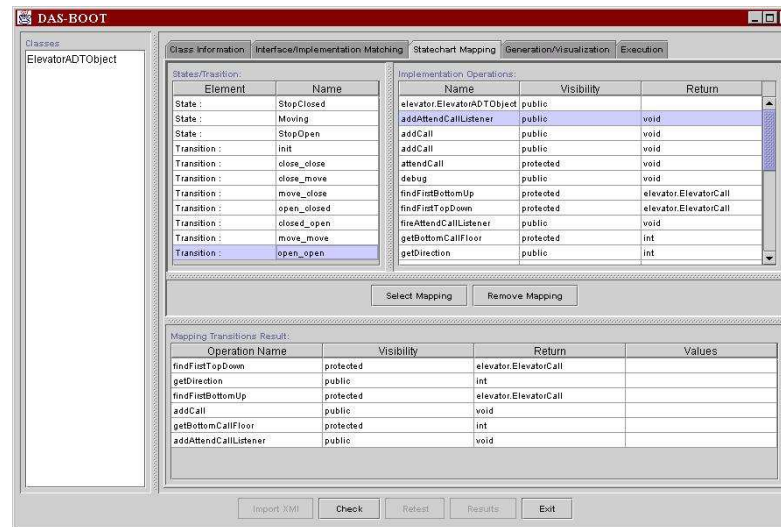 DAS-BOOT
Classes
ElevatorADTObject
Class Information Interface/Implementation Matching Statechart Mapping Generation/Visualization Execution
States/Trasition:
Element Name
State : StopClosed
State : Moving
State : StopOpen
Transition : init
Transition : close_close
Transition : close_move
Transition : move_close
Transition : open_closed
Transition : closed_open
Transition : move_move
Transition : open_open
Implementation Operations:
Name Visibility Return
elevator.ElevatorADTObject public
addAttendCallListener public void
addCall public void
addCall public void
attendCall protected void
debug public void
findFirstBottomUp protected elevator.ElevatorCall
findFirstTopDown protected elevator.ElevatorCall
fireAttendCallListener public void
getBottomCallFloor protected int
getDirection public int
Select Mapping Remove Mapping
Mapping Transitions Result:
Operation Name Visibility Return Values
findFirstTopDown protected elevator.ElevatorCall
getDirection public int
findFirstBottomUp protected elevator.ElevatorCall
addCall public void
getBottomCallFloor protected int
addAttendCallListener public void
Import XMI Check Retest Results Exit